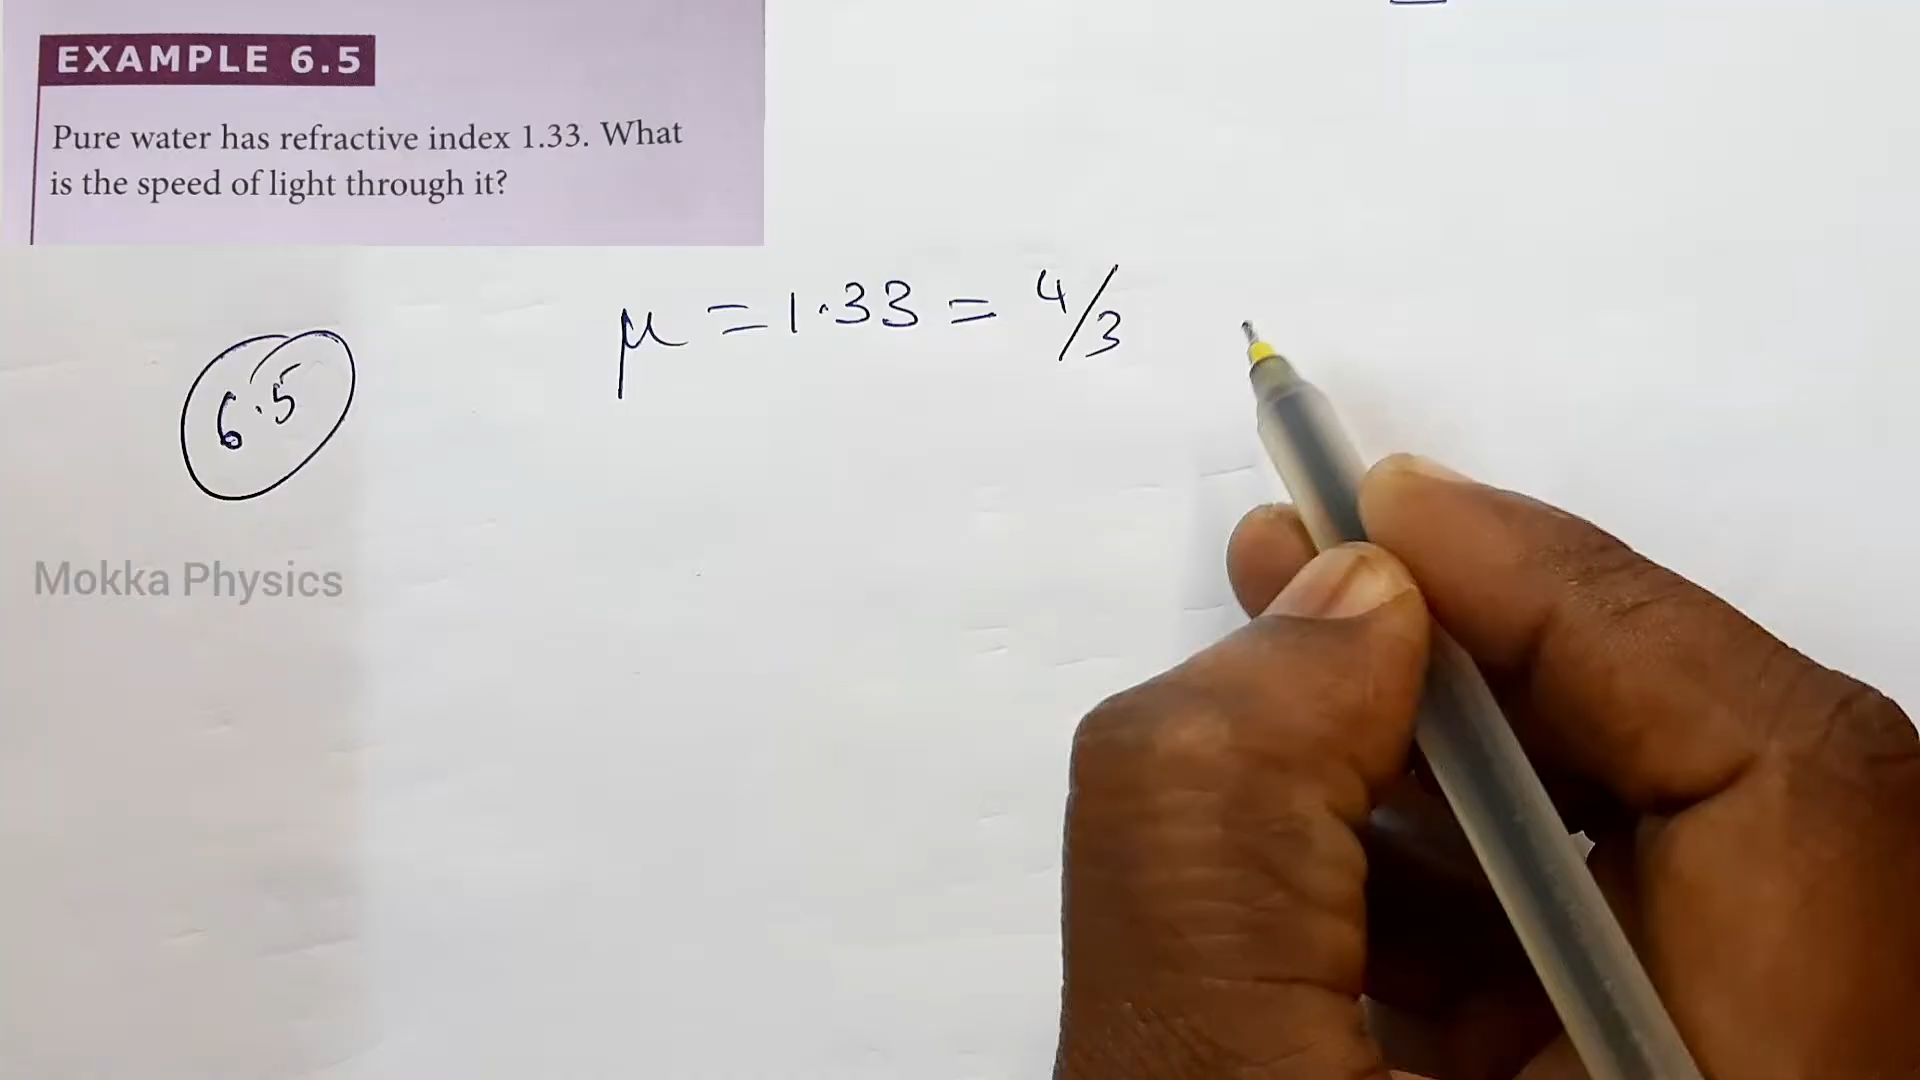 EXAMPLE 6.5
Pure water has refractive index 1.33. What
is the speed of light through it?
μ = 1.33 = 4/3
6.5
Mokka Physics